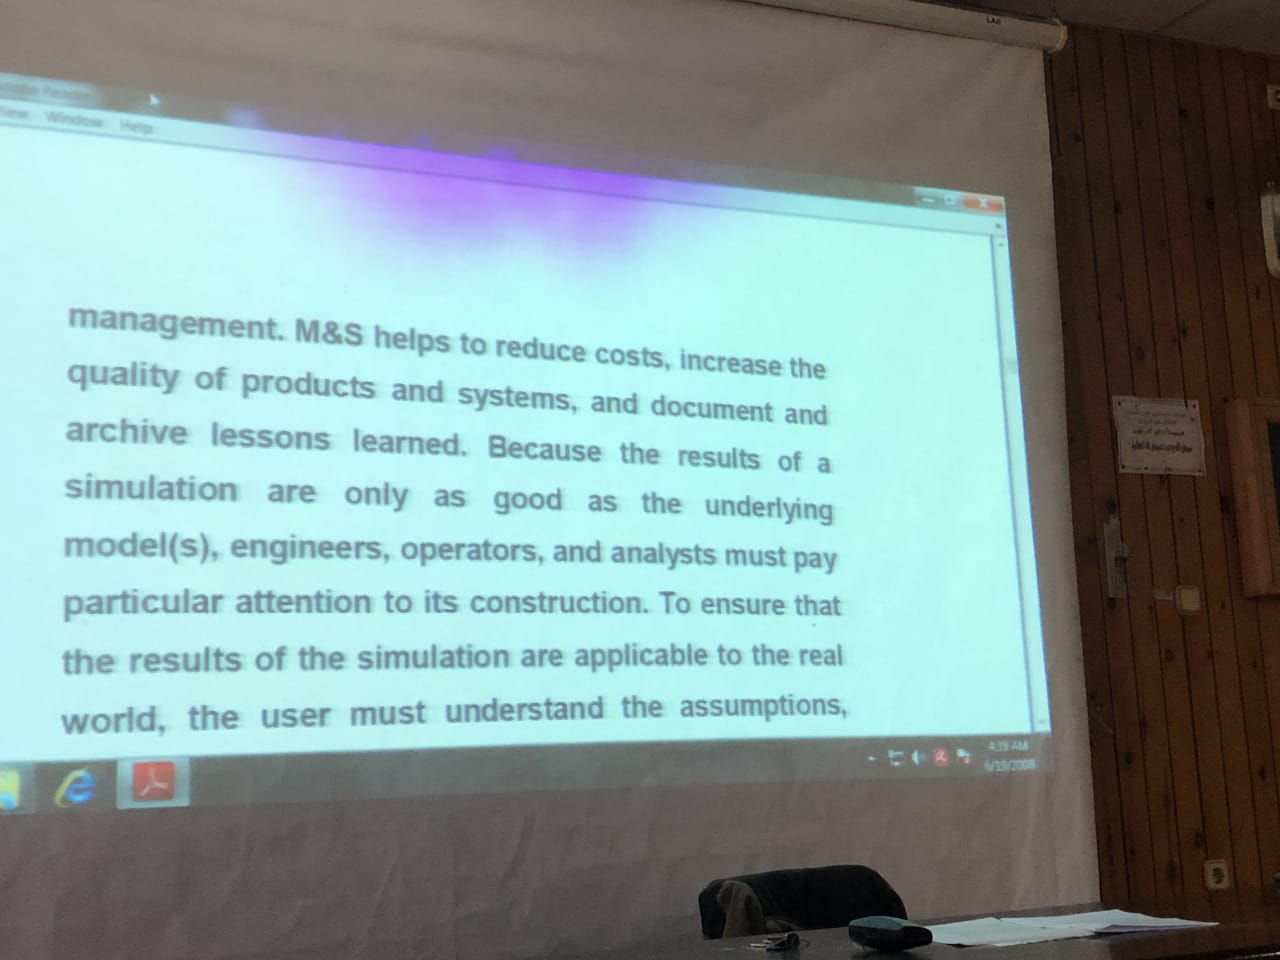 Window Help
management. M&S helps to reduce costs, increase the
quality of products and systems, and document and
archive lessons learned. Because the results of a
simulation are only as good as the underlying
model(s), engineers, operators, and analysts must pay
particular attention to its construction. To ensure that
the results of the simulation are applicable to the real
world, the user must understand the assumptions,
4:39 AM
6/19/2008